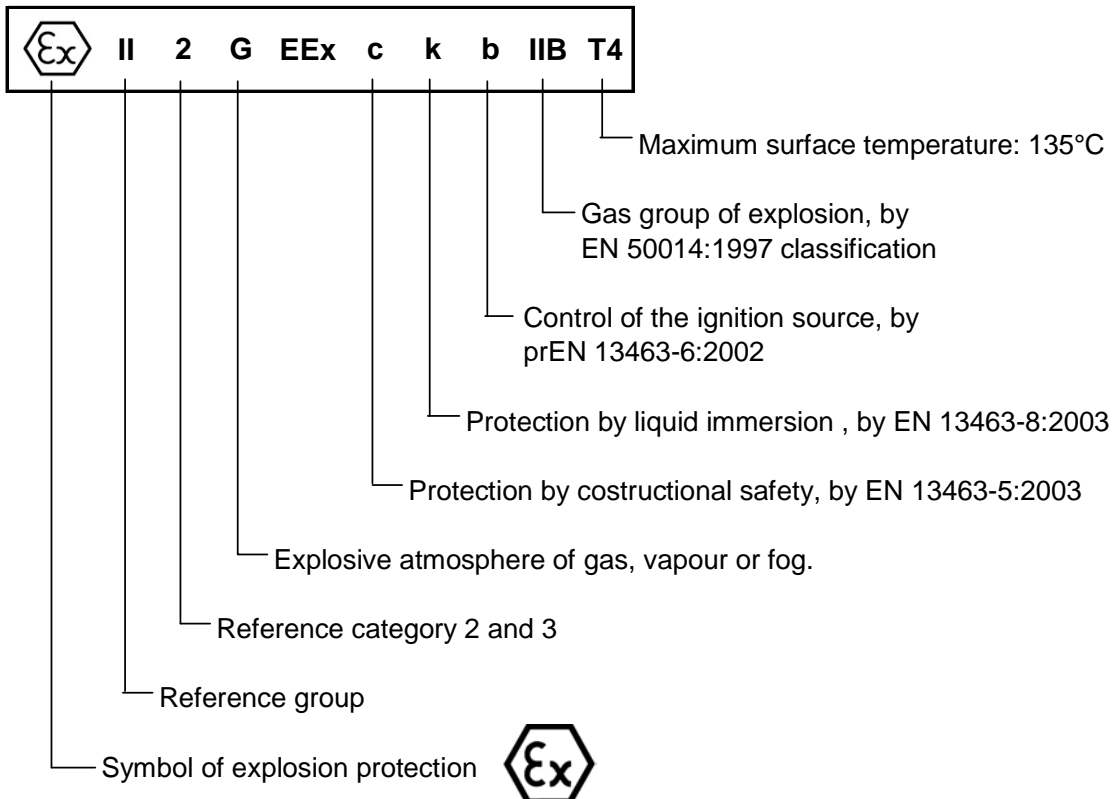 Ex II 2 G EEx c k b IIB T4
Maximum surface temperature: 135°C
Gas group of explosion, by
EN 50014:1997 classification
Control of the ignition source, by
prEN 13463-6:2002
Protection by liquid immersion , by EN 13463-8:2003
Protection by costructional safety, by EN 13463-5:2003
Explosive atmosphere of gas, vapour or fog.
Reference category 2 and 3
Reference group
Symbol of explosion protection Ex